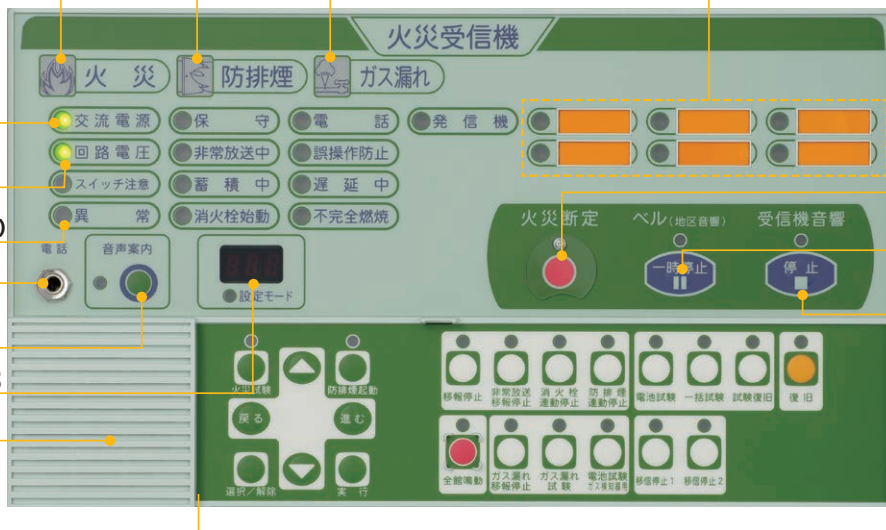 火災受信機
火災
防排煙
ガス漏れ
交流電源
保守
電話
発信機
回路電圧
非常放送中
誤操作防止
スイッチ注意
蓄積中
遅延中
異常
消火栓始動
不完全燃焼
火災断定
ベル(地区音響)
受信機音響
一時停止
停止
電話
音声案内
設定モード
火災試験
防排煙起動
戻る
進む
選択/解除
実行
移報停止
非常放送
移報停止
消火栓
連動停止
防排煙
連動停止
電池試験
一括試験
試験復旧
復旧
全館鳴動
ガス漏れ
移報停止
ガス漏れ
試験
電池試験
ガス検知器用
移信停止1
移信停止2